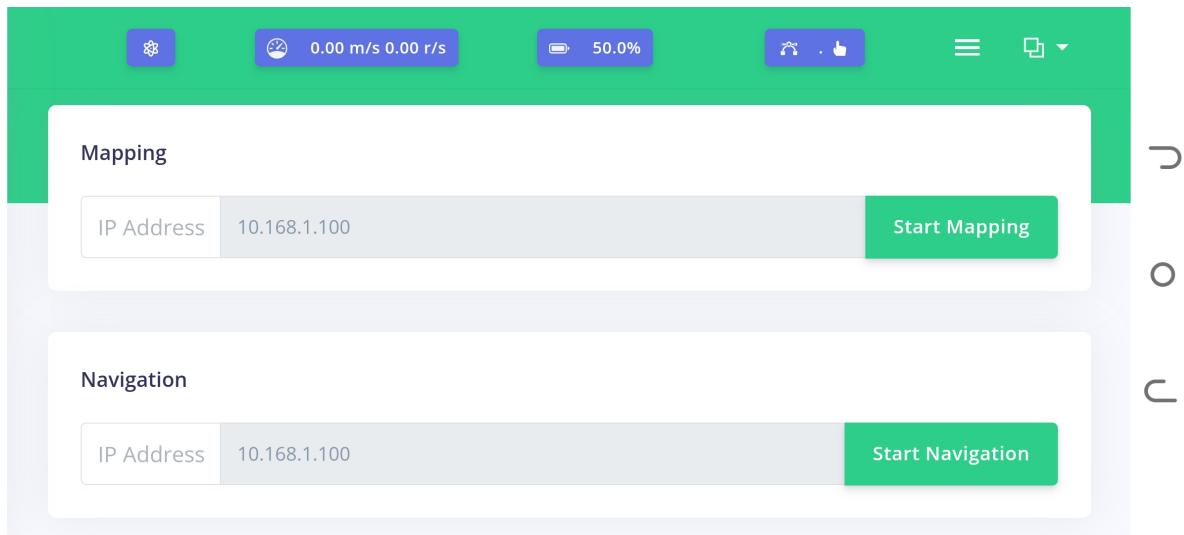 0.00 m/s 0.00 r/s
50.0%
.
Mapping
IP Address 10.168.1.100 Start Mapping
Navigation
IP Address 10.168.1.100 Start Navigation